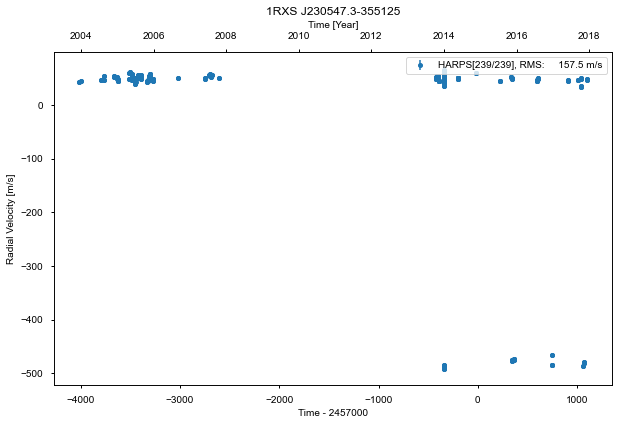 1RXS J230547.3-355125
Time [Year]
2004 2006 2008 2010 2012 2014 2016 2018
HARPS[239/239], RMS: 157.5 m/s
Radial Velocity [m/s]
0
−100
−200
−300
−400
−500
−4000 −3000 −2000 −1000 0 1000
Time - 2457000